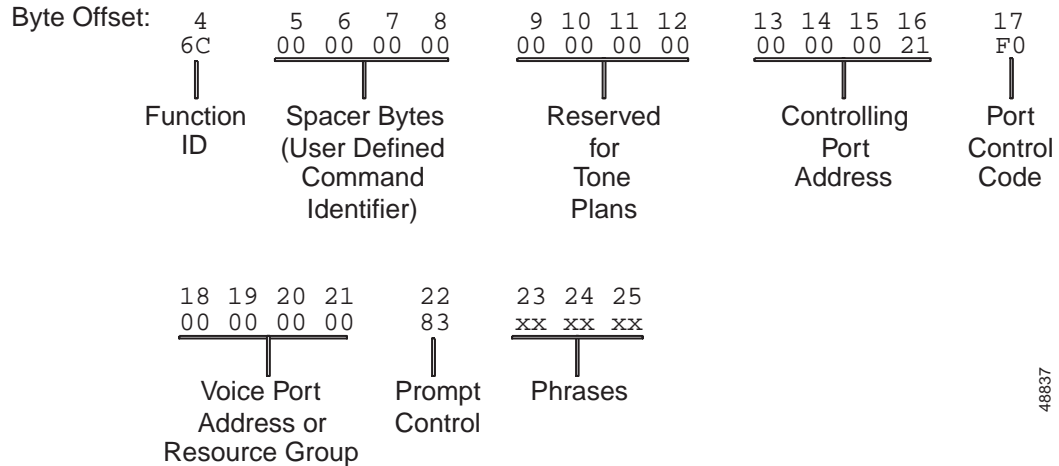 Byte Offset: 4 5 6 7 8 9 10 11 12 13 14 15 16 17
6C 00 00 00 00 00 00 00 00 00 00 00 21 F0
Function Spacer Bytes Reserved Controlling Port
ID (User Defined for Port Control
Command Tone Address Code
Identifier) Plans
18 19 20 21 22 23 24 25
00 00 00 00 83 xx xx xx
Voice Port Prompt Phrases
Address or Control
Resource Group
48837